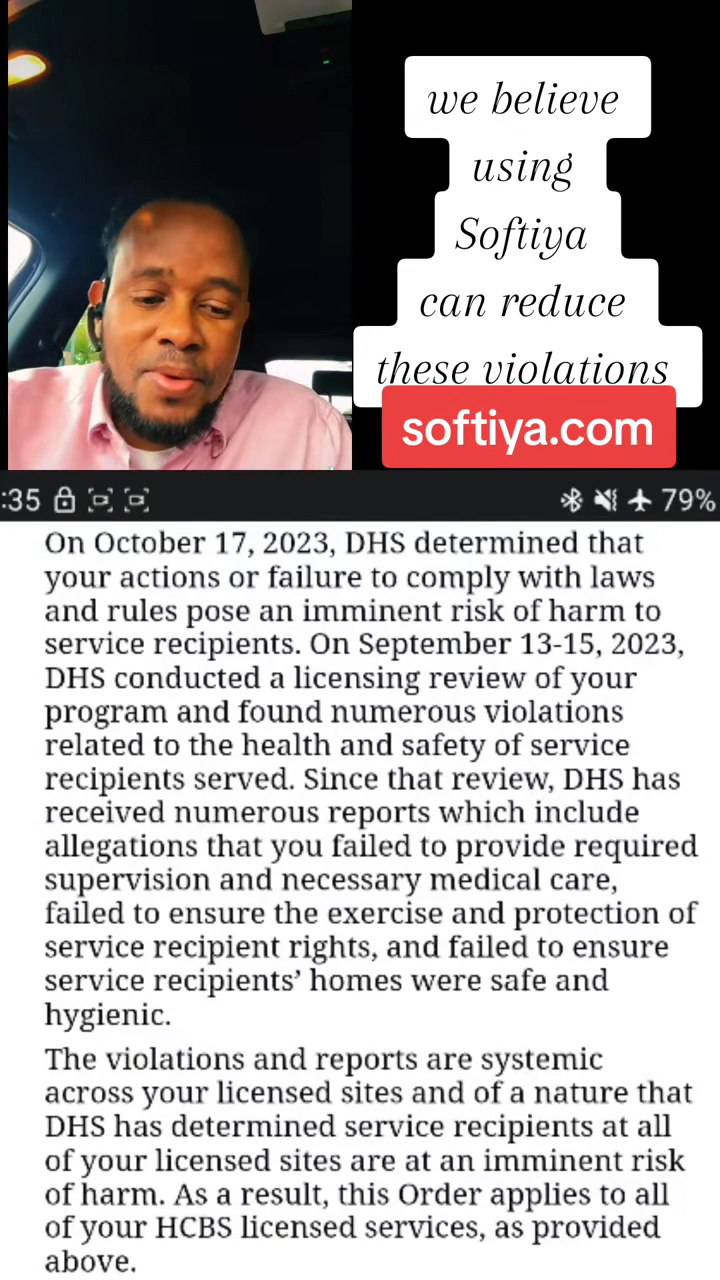 we believe
using
Softiya
can reduce
these violations
softiya.com
:35 79%
On October 17, 2023, DHS determined that
your actions or failure to comply with laws
and rules pose an imminent risk of harm to
service recipients. On September 13-15, 2023,
DHS conducted a licensing review of your
program and found numerous violations
related to the health and safety of service
recipients served. Since that review, DHS has
received numerous reports which include
allegations that you failed to provide required
supervision and necessary medical care,
failed to ensure the exercise and protection of
service recipient rights, and failed to ensure
service recipients’ homes were safe and
hygienic.
The violations and reports are systemic
across your licensed sites and of a nature that
DHS has determined service recipients at all
of your licensed sites are at an imminent risk
of harm. As a result, this Order applies to all
of your HCBS licensed services, as provided
above.